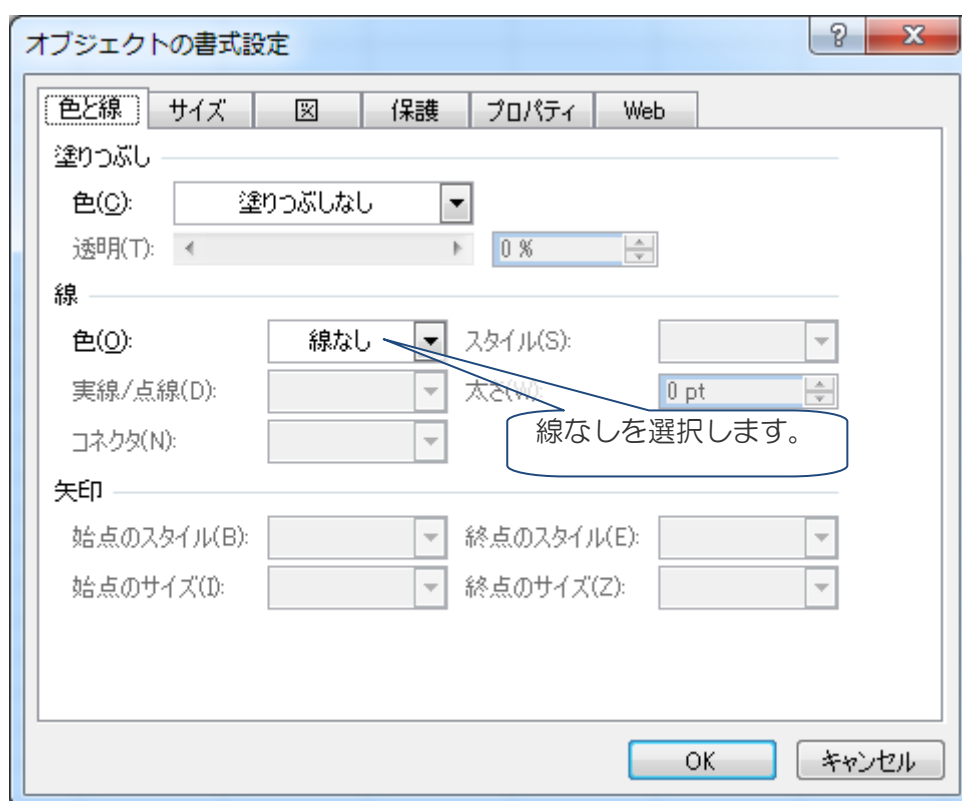 オブジェクトの書式設定
色と線 サイズ 図 保護 プロパティ Web
塗りつぶし
色(C): 塗りつぶしなし
透明(T): 0 %
線
色(O): 線なし スタイル(S):
実線/点線(D): 太さ(W): 0 pt
コネクタ(N):
線なしを選択します。
矢印
始点のスタイル(B): 終点のスタイル(E):
始点のサイズ(I): 終点のサイズ(Z):
OK キャンセル